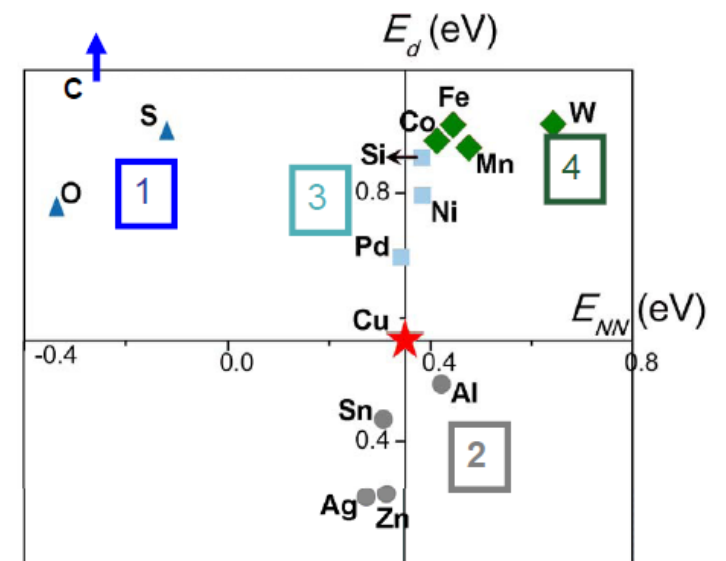 E_d (eV)
C
Fe
S
Co
W
Si
Mn
4
O
1
3
0.8
Ni
Pd
Cu
E_NN (eV)
-0.4
0.0
0.4
0.8
Al
Sn
0.4
2
Ag
Zn